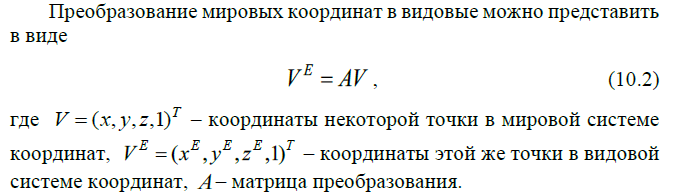 Преобразование мировых координат в видовые можно представить
в виде
V^E = AV , (10.2)
где V = (x, y, z,1)^T – координаты некоторой точки в мировой системе
координат, V^E = (x^E, y^E, z^E,1)^T – координаты этой же точки в видовой
системе координат, A – матрица преобразования.